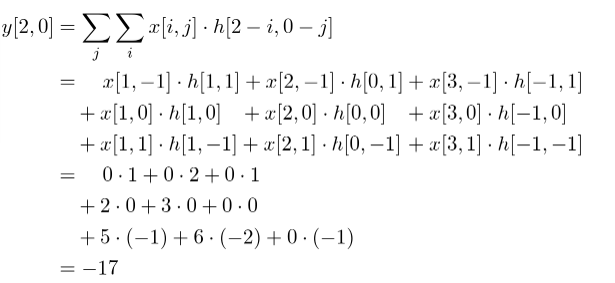 y[2,0] = ∑_j ∑_i x[i,j] · h[2 − i, 0 − j]
= x[1,−1] · h[1,1] + x[2,−1] · h[0,1] + x[3,−1] · h[−1,1]
+ x[1,0] · h[1,0] + x[2,0] · h[0,0] + x[3,0] · h[−1,0]
+ x[1,1] · h[1,−1] + x[2,1] · h[0,−1] + x[3,1] · h[−1,−1]
= 0 · 1 + 0 · 2 + 0 · 1
+ 2 · 0 + 3 · 0 + 0 · 0
+ 5 · (−1) + 6 · (−2) + 0 · (−1)
= −17